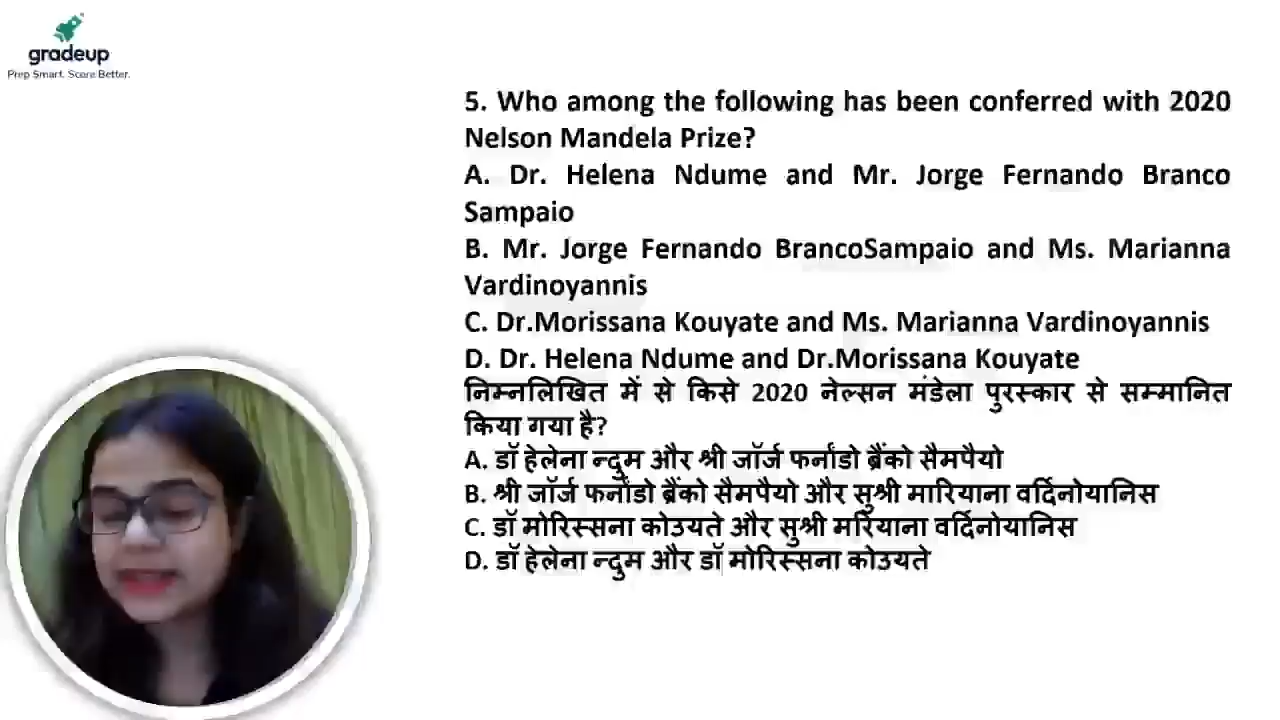 gradeup
Prep Smart. Score Better.
5. Who among the following has been conferred with 2020
Nelson Mandela Prize?
A. Dr. Helena Ndume and Mr. Jorge Fernando Branco
Sampaio
B. Mr. Jorge Fernando BrancoSampaio and Ms. Marianna
Vardinoyannis
C. Dr.Morissana Kouyate and Ms. Marianna Vardinoyannis
D. Dr. Helena Ndume and Dr.Morissana Kouyate
निम्नलिखित में से किसे 2020 नेल्सन मंडेला पुरस्कार से सम्मानित
किया गया है?
A. डॉ हेलेना न्दुम और श्री जॉर्ज फर्नांडो ब्रैंको सैमपैयो
B. श्री जॉर्ज फर्नांडो ब्रैंको सैमपैयो और सुश्री मारियाना वर्दिनोयानिस
C. डॉ मोरिस्सना कोउयते और सुश्री मरियाना वर्दिनोयानिस
D. डॉ हेलेना न्दुम और डॉ मोरिस्सना कोउयते